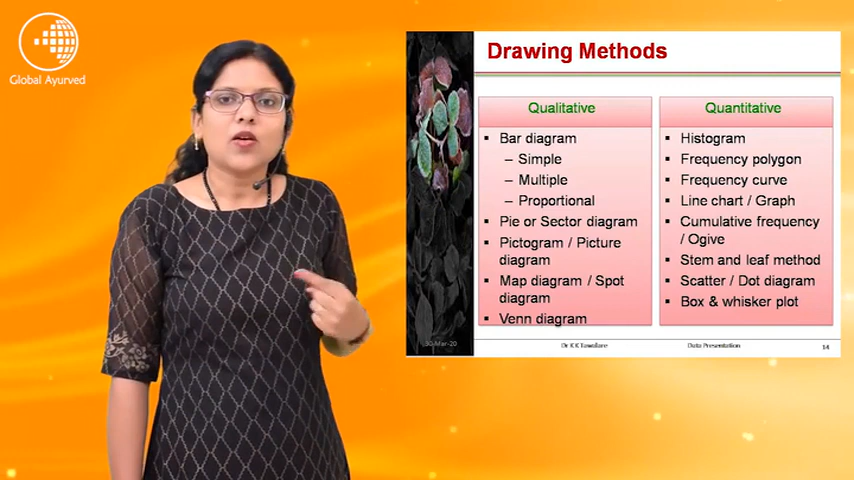 Global Ayurved
Drawing Methods
Qualitative
▪ Bar diagram
– Simple
– Multiple
– Proportional
▪ Pie or Sector diagram
▪ Pictogram / Picture
diagram
▪ Map diagram / Spot
diagram
▪ Venn diagram
Quantitative
▪ Histogram
▪ Frequency polygon
▪ Frequency curve
▪ Line chart / Graph
▪ Cumulative frequency
/ Ogive
▪ Stem and leaf method
▪ Scatter / Dot diagram
▪ Box & whisker plot
30-Mar-20
Data Presentation
14